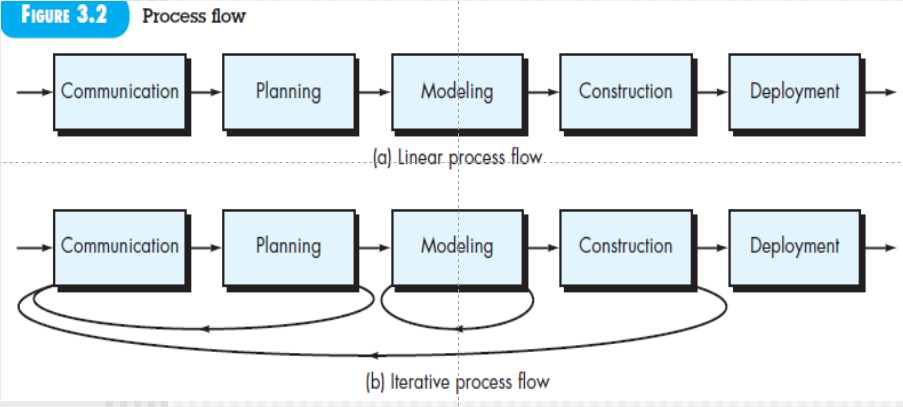 FIGURE 3.2 Process flow
Communication Planning Modeling Construction Deployment
(a) Linear process flow
Communication Planning Modeling Construction Deployment
(b) Iterative process flow